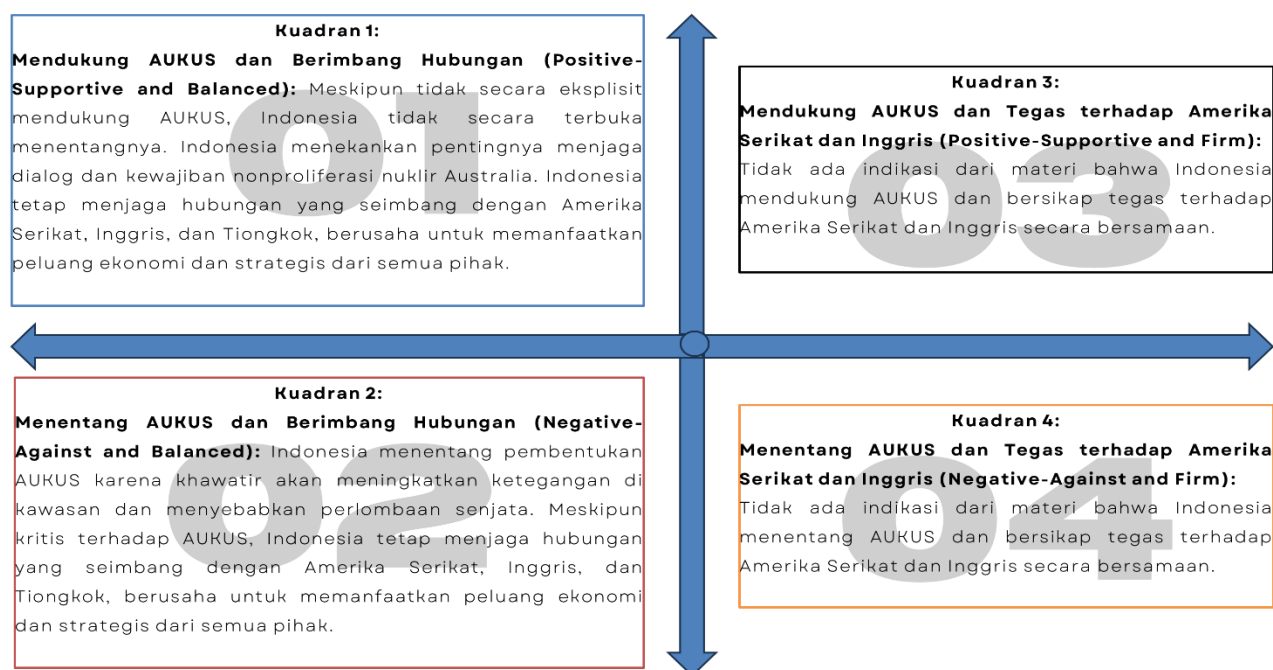 Kuadran 1:
Mendukung AUKUS dan Berimbang Hubungan (Positive-
Supportive and Balanced): Meskipun tidak secara eksplisit
mendukung AUKUS, Indonesia tidak secara terbuka
menentangnya. Indonesia menekankan pentingnya menjaga
dialog dan kewajiban nonproliferasi nuklir Australia. Indonesia
tetap menjaga hubungan yang seimbang dengan Amerika
Serikat, Inggris, dan Tiongkok, berusaha untuk memanfaatkan
peluang ekonomi dan strategis dari semua pihak.
01
Kuadran 3:
Mendukung AUKUS dan Tegas terhadap Amerika
Serikat dan Inggris (Positive-Supportive and Firm):
Tidak ada indikasi dari materi bahwa Indonesia
mendukung AUKUS dan bersikap tegas terhadap
Amerika Serikat dan Inggris secara bersamaan.
03
Kuadran 2:
Menentang AUKUS dan Berimbang Hubungan (Negative-
Against and Balanced): Indonesia menentang pembentukan
AUKUS karena khawatir akan meningkatkan ketegangan di
kawasan dan menyebabkan perlombaan senjata. Meskipun
kritis terhadap AUKUS, Indonesia tetap menjaga hubungan
yang seimbang dengan Amerika Serikat, Inggris, dan
Tiongkok, berusaha untuk memanfaatkan peluang ekonomi
dan strategis dari semua pihak.
02
Kuadran 4:
Menentang AUKUS dan Tegas terhadap Amerika
Serikat dan Inggris (Negative-Against and Firm):
Tidak ada indikasi dari materi bahwa Indonesia
menentang AUKUS dan bersikap tegas terhadap
Amerika Serikat dan Inggris secara bersamaan.
04